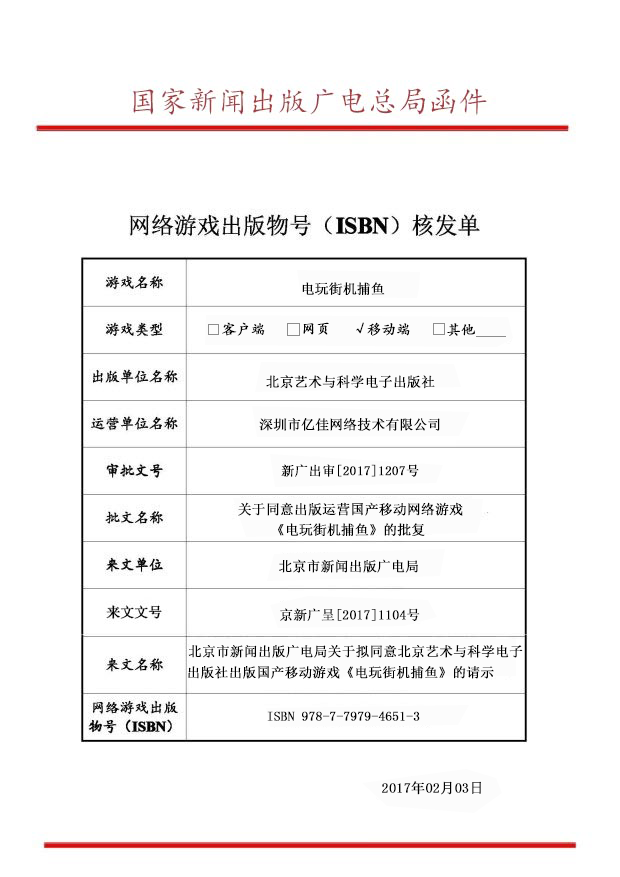 国家新闻出版广电总局函件
网络游戏出版物号（ISBN）核发单
游戏名称 电玩街机捕鱼
游戏类型 □客户端 □网页 √移动端 □其他____
出版单位名称 北京艺术与科学电子出版社
运营单位名称 深圳市亿佳网络技术有限公司
审批文号 新广出审[2017]1207号
批文名称 关于同意出版运营国产移动网络游戏
《电玩街机捕鱼》的批复
来文单位 北京市新闻出版广电局
来文文号 京新广呈[2017]1104号
来文名称 北京市新闻出版广电局关于拟同意北京艺术与科学电子
出版社出版国产移动游戏《电玩街机捕鱼》的请示
网络游戏出版
物号（ISBN） ISBN 978-7-7979-4651-3
2017年02月03日